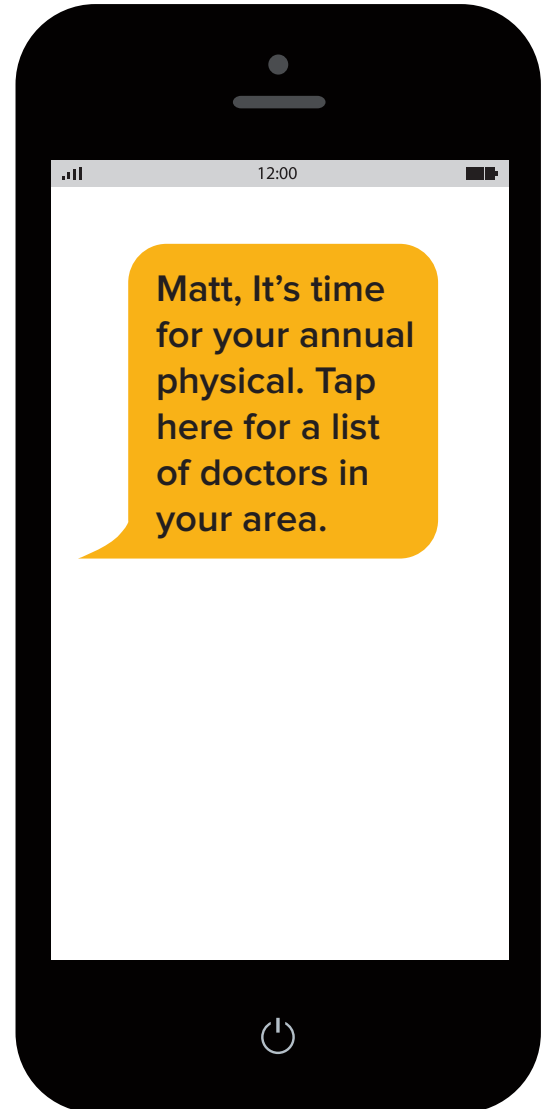 12:00
Matt, It’s time
for your annual
physical. Tap
here for a list
of doctors in
your area.